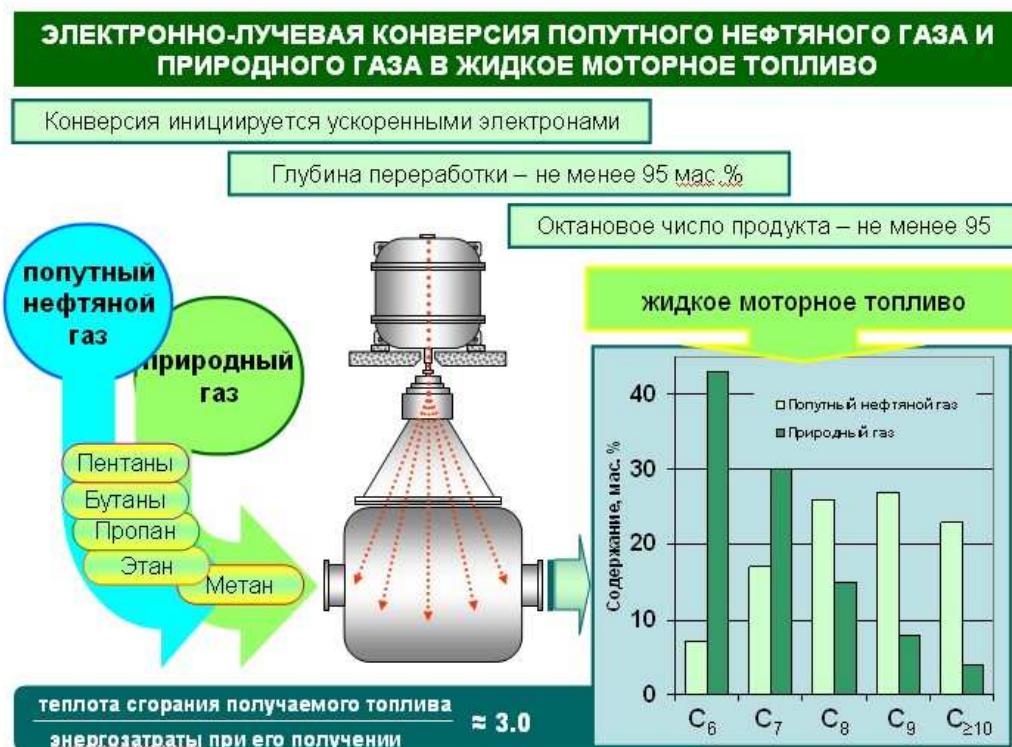 ЭЛЕКТРОННО-ЛУЧЕВАЯ КОНВЕРСИЯ ПОПУТНОГО НЕФТЯНОГО ГАЗА И
ПРИРОДНОГО ГАЗА В ЖИДКОЕ МОТОРНОЕ ТОПЛИВО
Конверсия инициируется ускоренными электронами
Глубина переработки – не менее 95 мас.%
Октановое число продукта – не менее 95
попутный
нефтяной
газ
природный
газ
Пентаны
Бутаны
Пропан
Этан
Метан
жидкое моторное топливо
Содержание, мас. %
40
30
20
10
0
Попутный нефтяной газ
Природный газ
C₆ C₇ C₈ C₉ C≥10
теплота сгорания получаемого топлива
энергозатраты при его получении
≈ 3.0